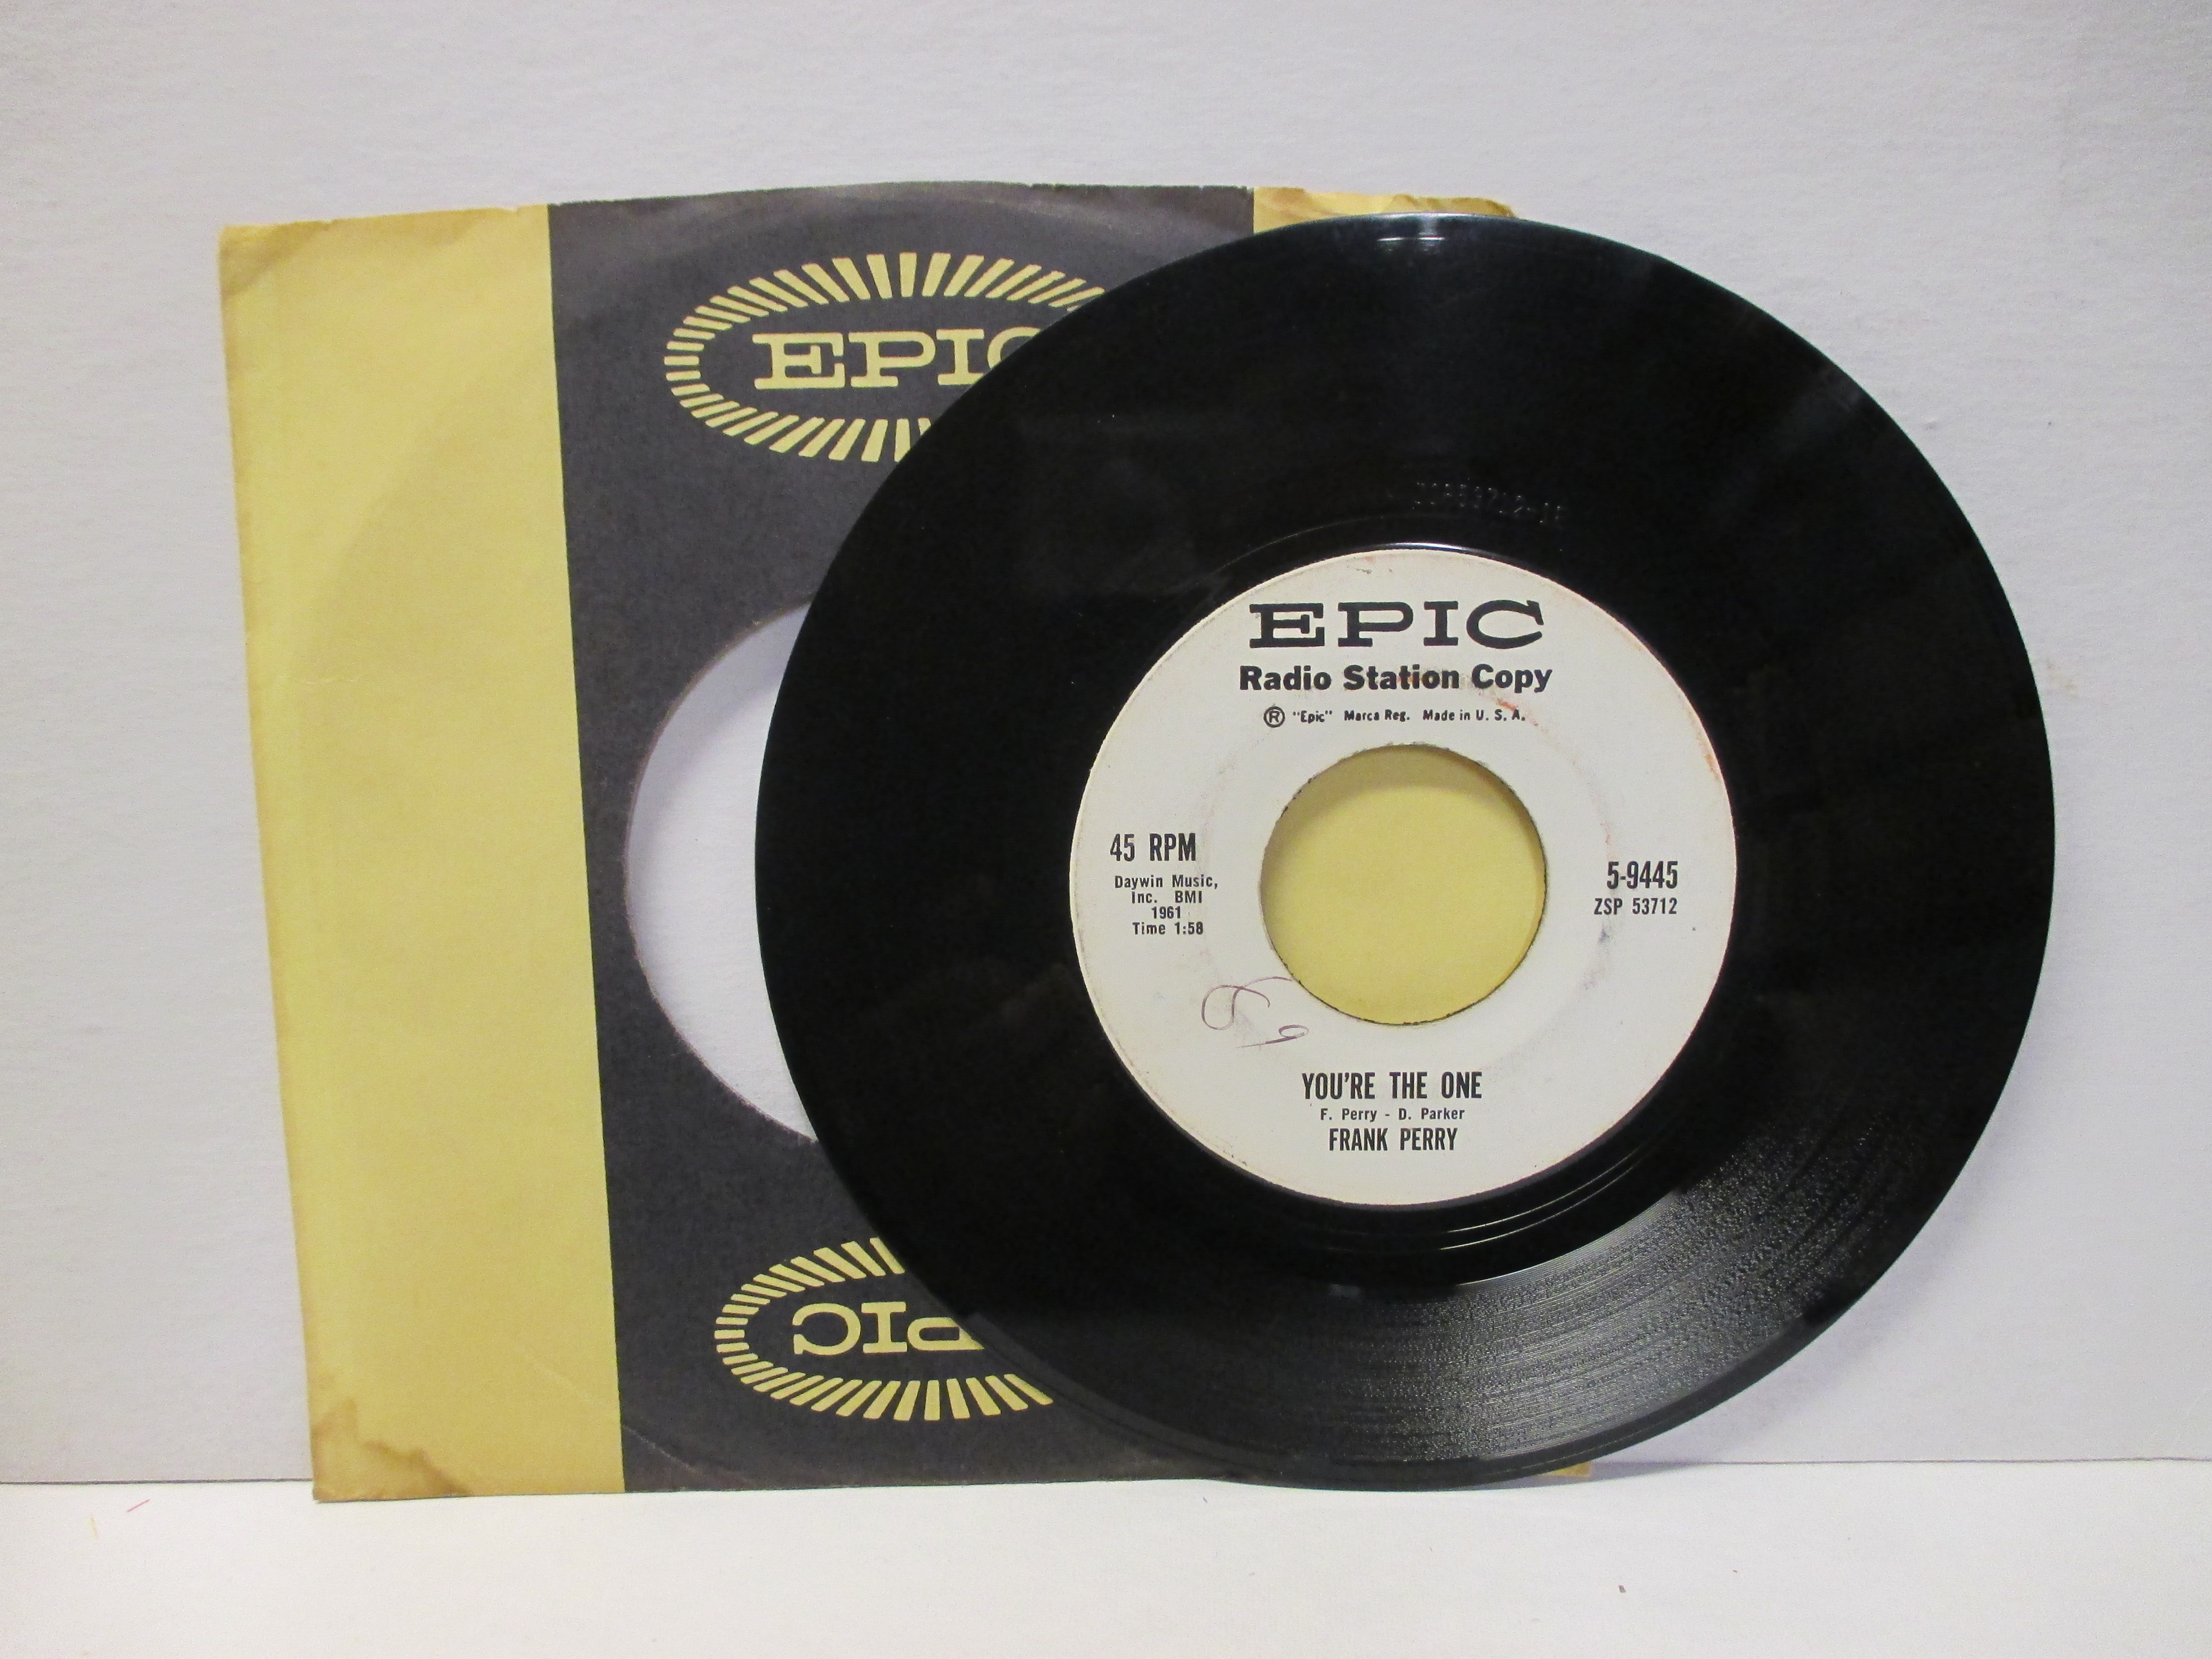 EPIC
EPIC
Radio Station Copy
® "Epic" Marca Reg. Made in U. S. A.
45 RPM
Daywin Music,
Inc. BMI
1961
Time 1:58
5-9445
ZSP 53712
YOU'RE THE ONE
F. Perry - D. Parker
FRANK PERRY
EPIC